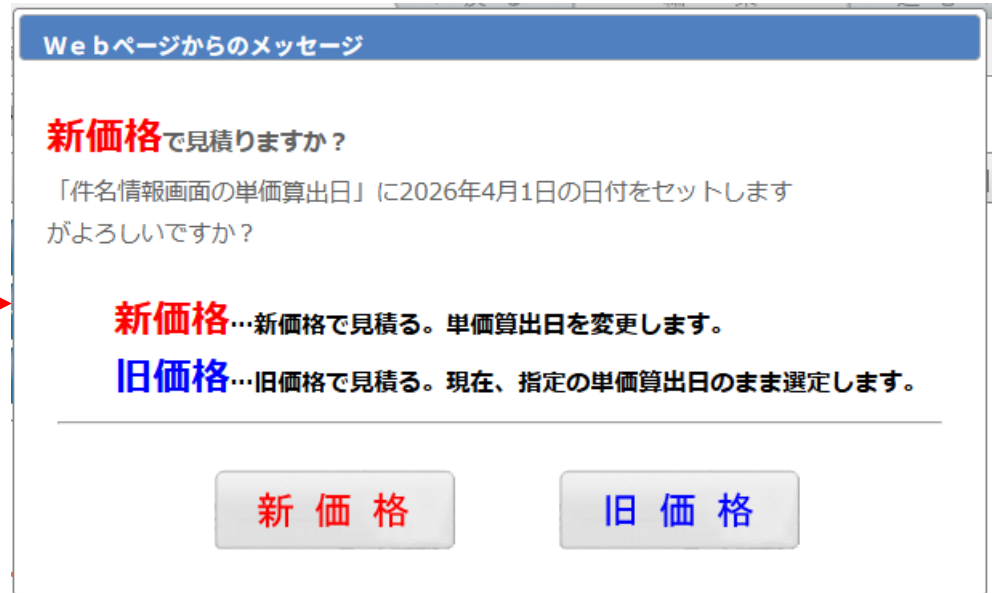 Ｗｅｂページからのメッセージ
新価格で見積りますか？
「件名情報画面の単価算出日」に2026年4月1日の日付をセットします
がよろしいですか？
新価格…新価格で見積る。単価算出日を変更します。
旧価格…旧価格で見積る。現在、指定の単価算出日のまま選定します。
新 価 格
旧 価 格